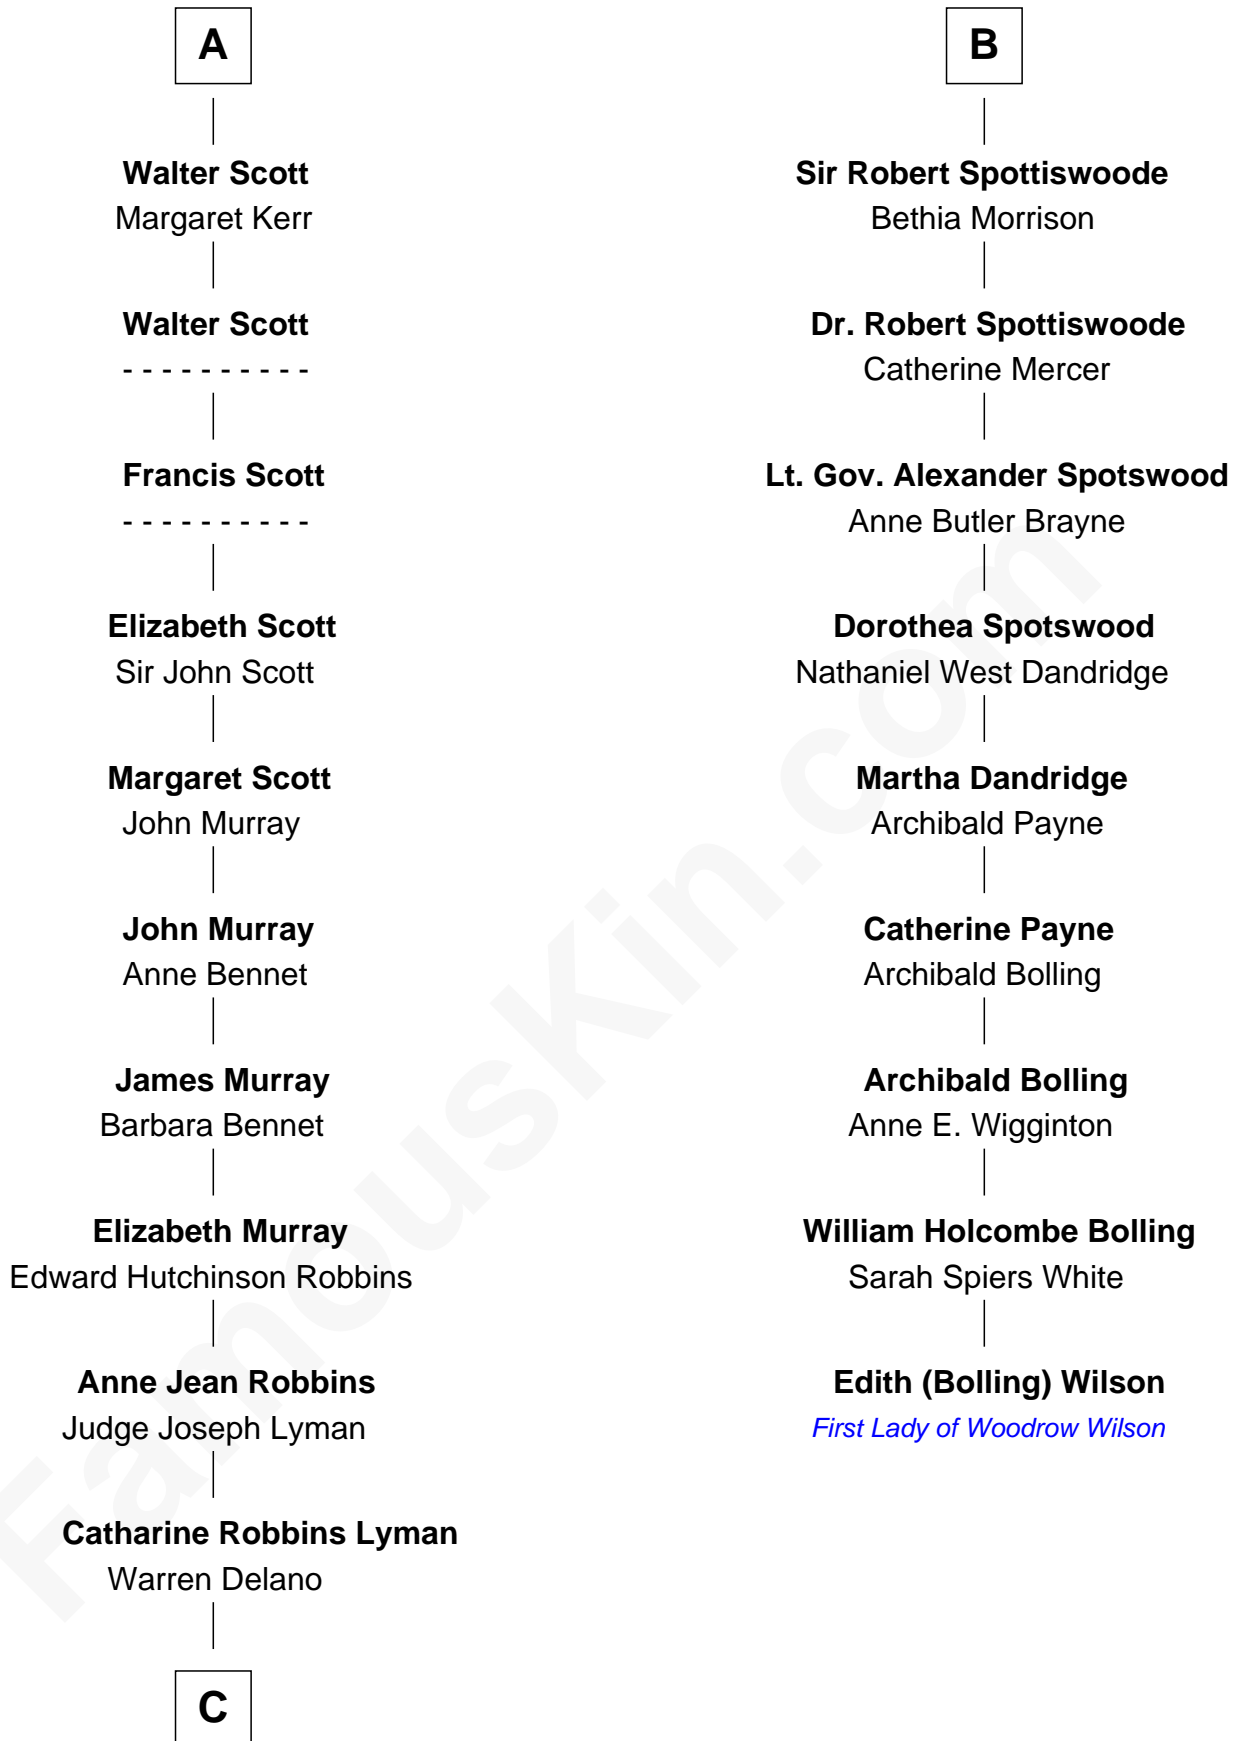 A
Walter Scott
Margaret Kerr
Walter Scott
- - - - - - - - - -
Francis Scott
- - - - - - - - - -
Elizabeth Scott
Sir John Scott
Margaret Scott
John Murray
John Murray
Anne Bennet
James Murray
Barbara Bennet
Elizabeth Murray
Edward Hutchinson Robbins
Anne Jean Robbins
Judge Joseph Lyman
Catharine Robbins Lyman
Warren Delano
C
B
Sir Robert Spottiswoode
Bethia Morrison
Dr. Robert Spottiswoode
Catherine Mercer
Lt. Gov. Alexander Spotswood
Anne Butler Brayne
Dorothea Spotswood
Nathaniel West Dandridge
Martha Dandridge
Archibald Payne
Catherine Payne
Archibald Bolling
Archibald Bolling
Anne E. Wigginton
William Holcombe Bolling
Sarah Spiers White
Edith (Bolling) Wilson
First Lady of Woodrow Wilson
FamousKin.com